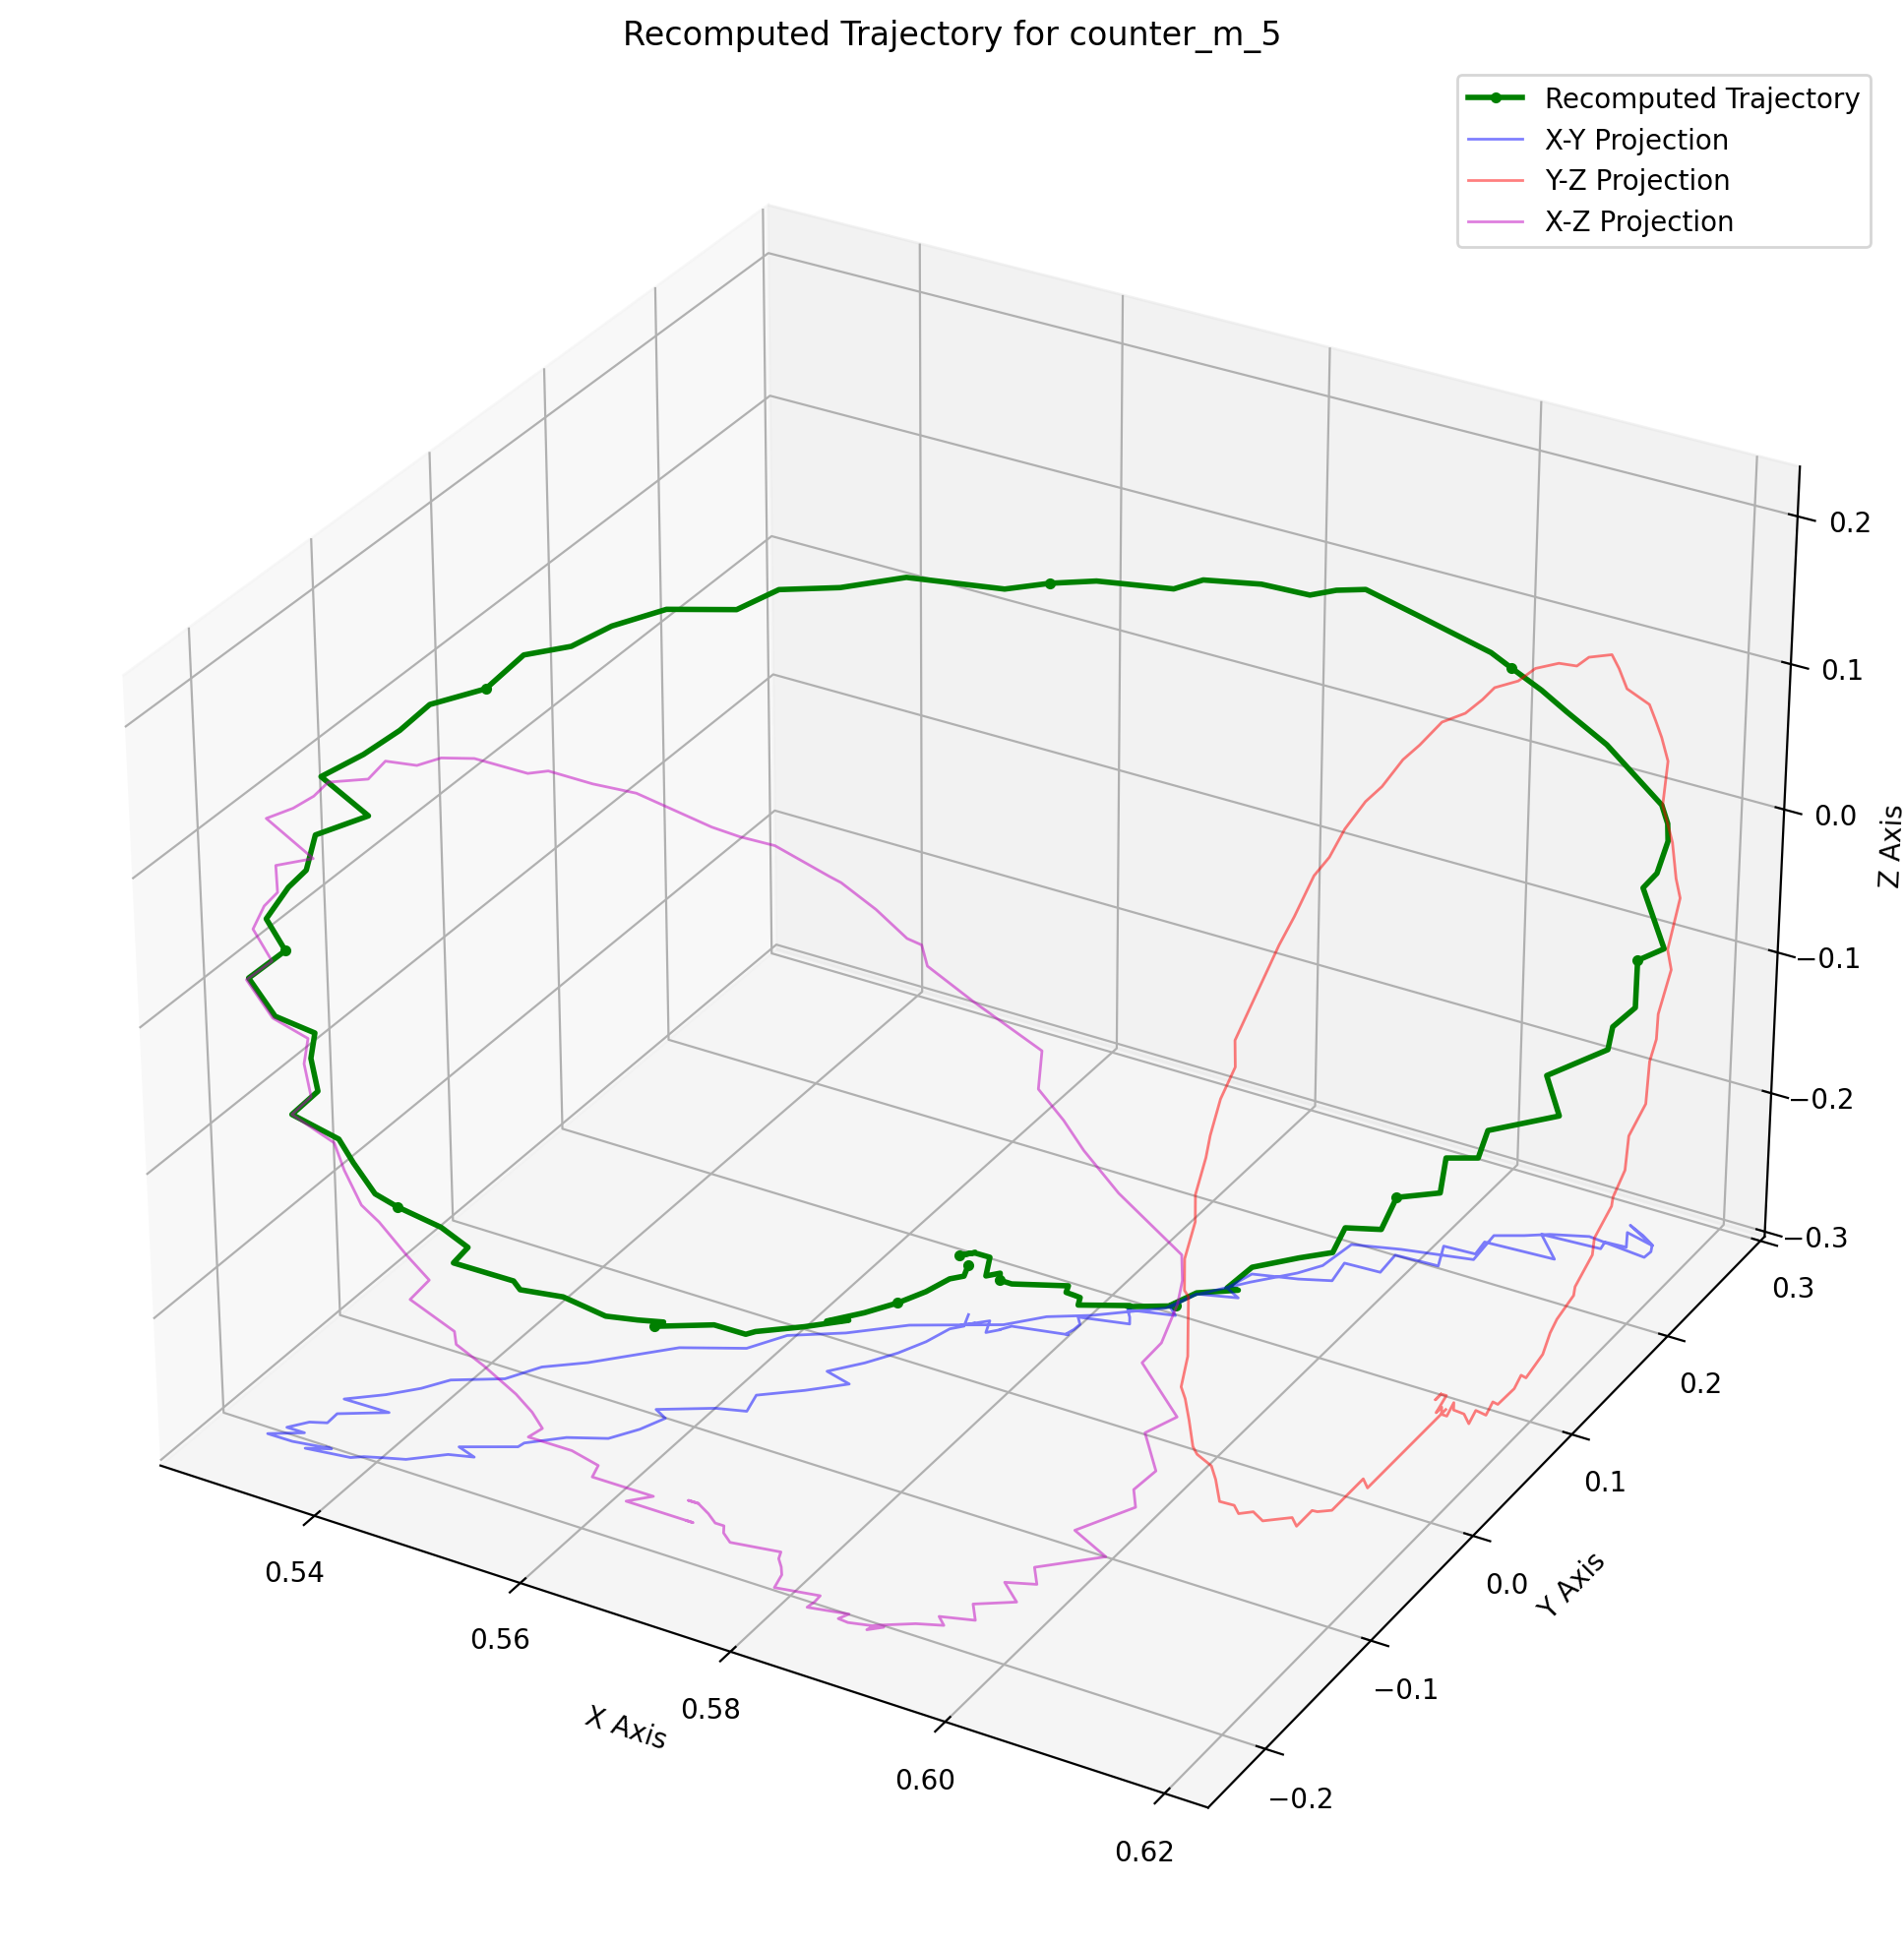 Recomputed Trajectory for counter_m_5
Recomputed Trajectory
X-Y Projection
Y-Z Projection
X-Z Projection
0.2
0.1
0.0
−0.1
−0.2
−0.3
Z Axis
0.3
0.2
0.1
0.0
−0.1
−0.2
Y Axis
0.54
0.56
0.58
0.60
0.62
X Axis